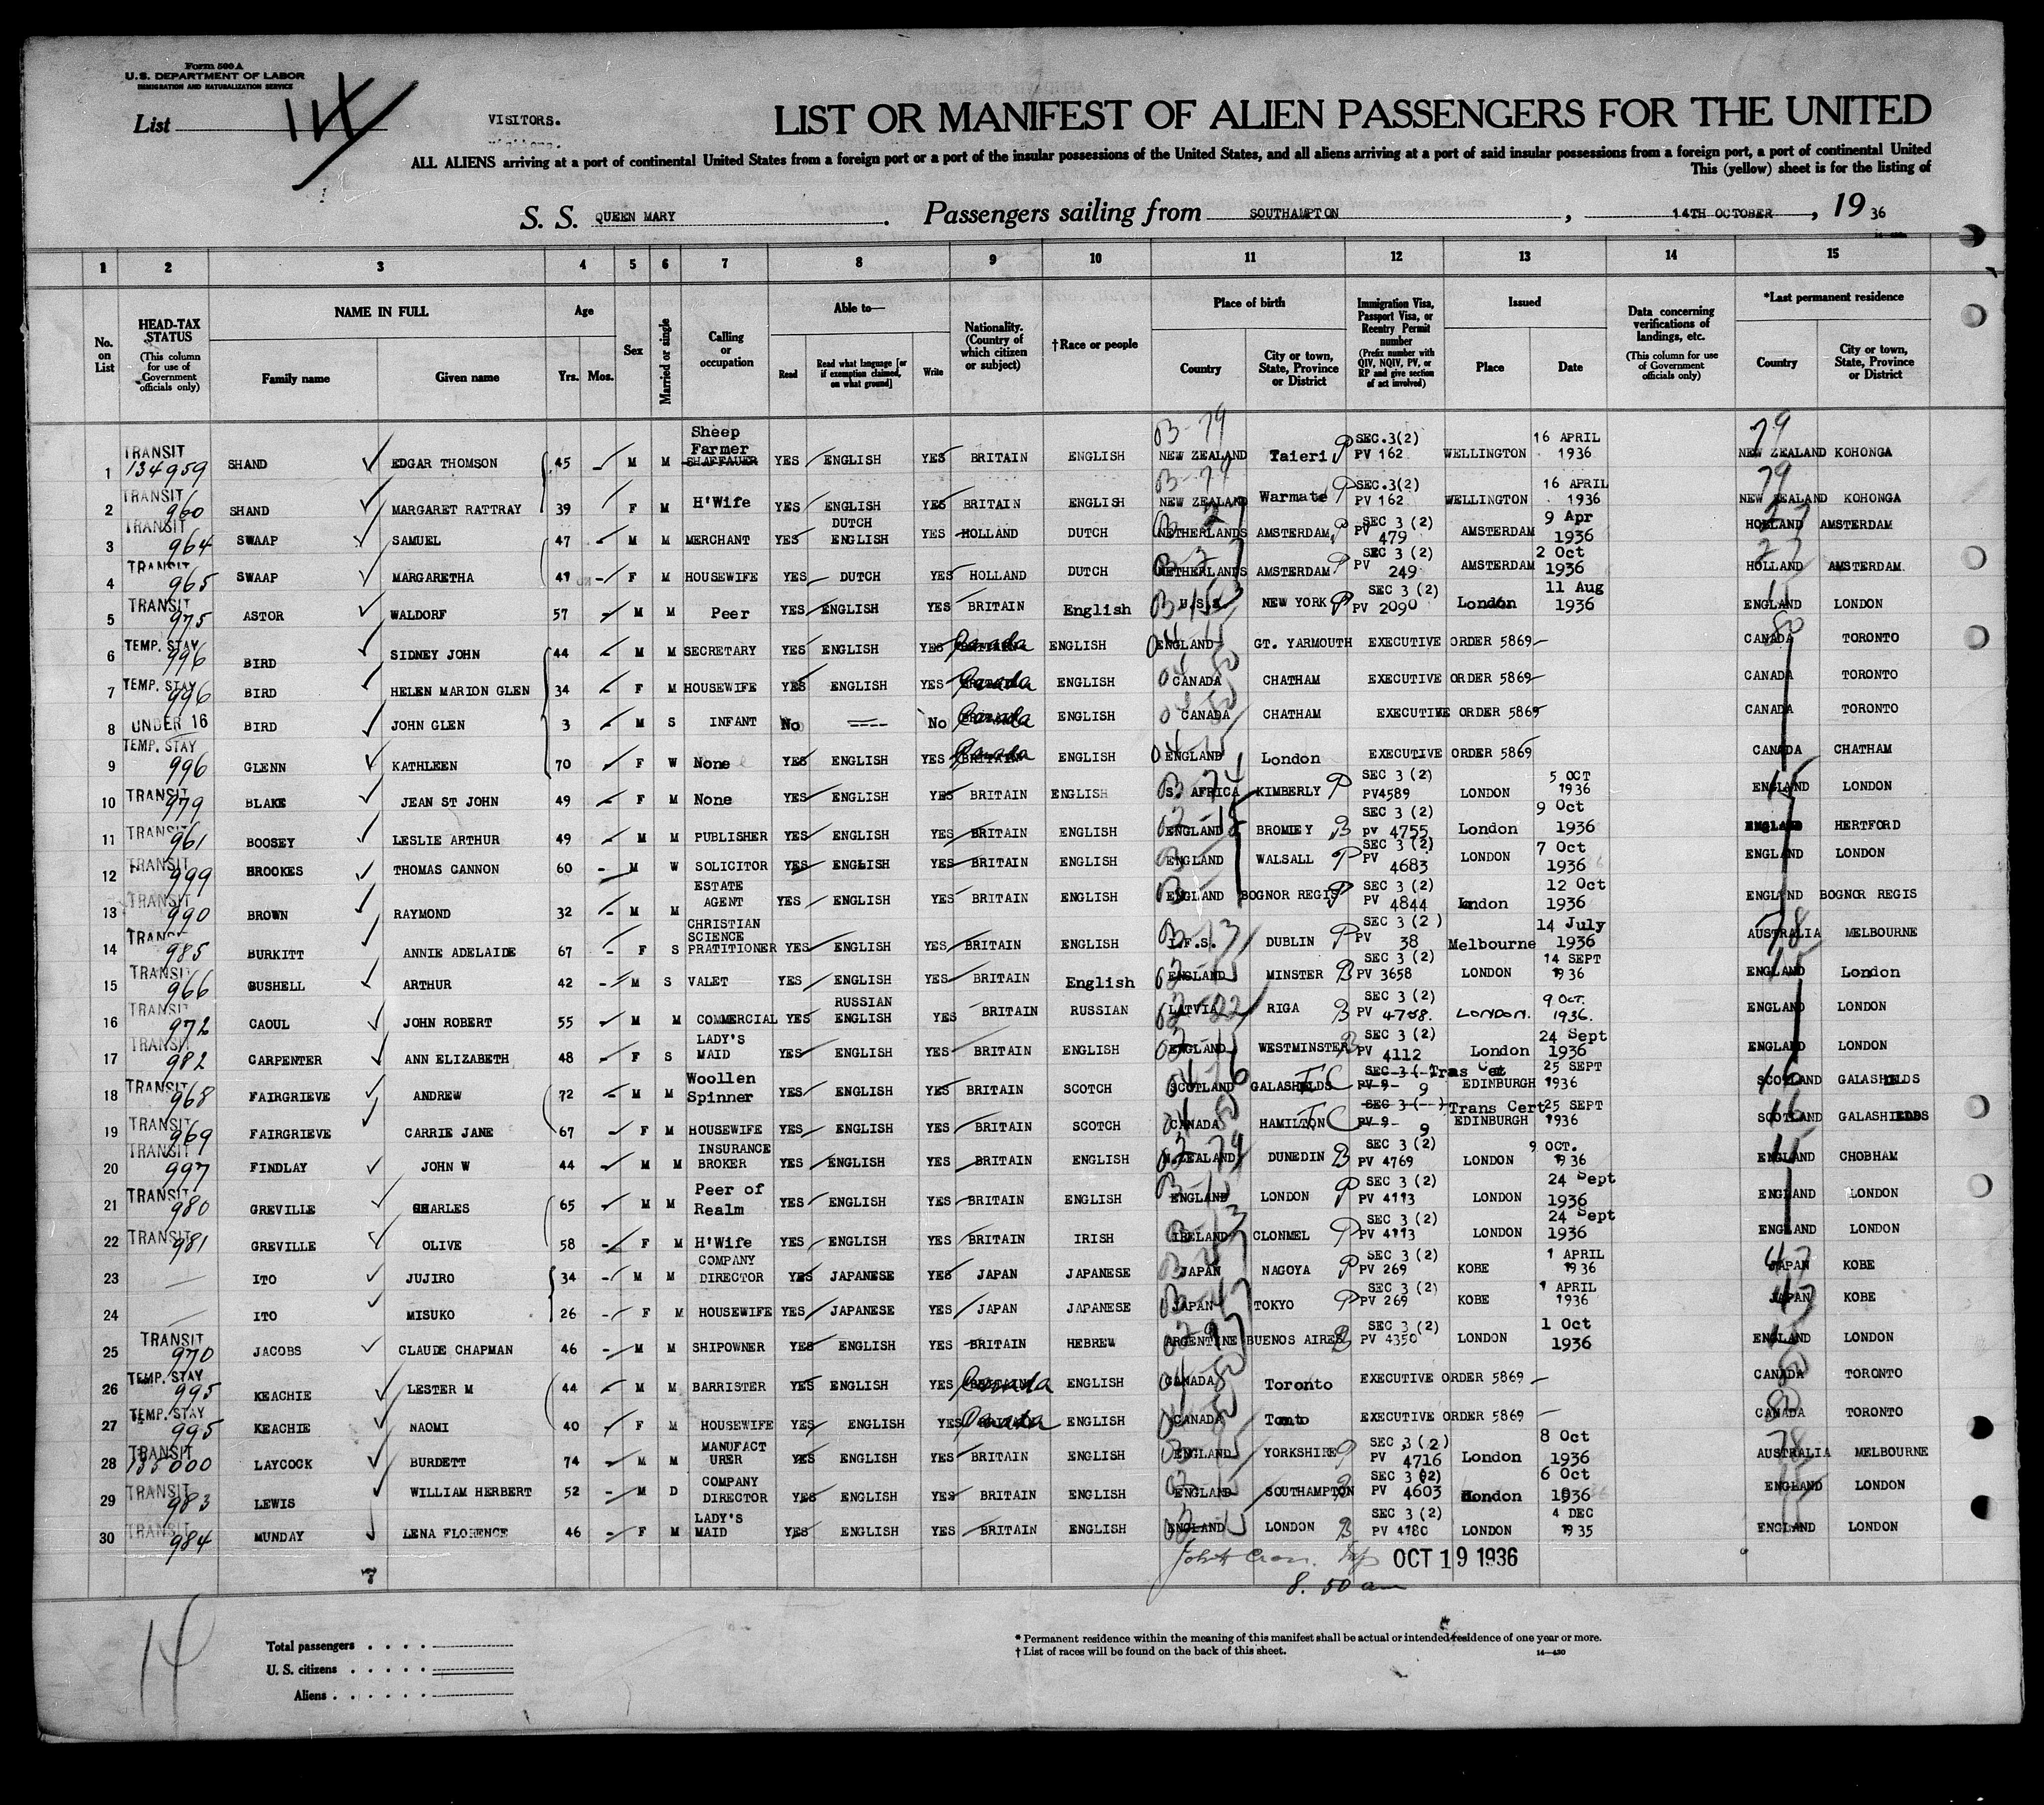 Form 500 A
U. S. DEPARTMENT OF LABOR
IMMIGRATION AND NATURALIZATION SERVICE
List 14
VISITORS.
LIST OR MANIFEST OF ALIEN PASSENGERS FOR THE UNITED
ALL ALIENS arriving at a port of continental United States from a foreign port or a port of the insular possessions of the United States, and all aliens arriving at a port of said insular possessions from a foreign port, a port of continental United
This (yellow) sheet is for the listing of
S. S. QUEEN MARY . Passengers sailing from SOUTHAMPTON , 14TH OCTOBER , 19 36
1 2 3 4 5 6 7 8 9 10 11 12 13 14 15
No. on List
HEAD-TAX STATUS (This column for use of Government officials only)
NAME IN FULL
Family name
Given name
Age
Yrs. Mos.
Sex
Married or single
Calling or occupation
Able to—
Read
Read what language [or if exemption claimed, on what ground]
Write
Nationality. (Country of which citizen or subject)
†Race or people
Place of birth
Country
City or town, State, Province or District
Immigration Visa, Passport Visa, or Reentry Permit number (Prefix number with QIV, NQIV, PV, or RP and give section of act involved)
Issued
Place
Date
Data concerning verifications of landings, etc. (This column for use of Government officials only)
*Last permanent residence
Country
City or town, State, Province or District
1 TRANSIT 134959 SHAND EDGAR THOMSON 45 M M Sheep Farmer YES ENGLISH YES BRITAIN ENGLISH NEW ZEALAND Taieri SEC.3(2) PV 162 WELLINGTON 16 APRIL 1936 NEW ZEALAND KOHONGA
2 TRANSIT 960 SHAND MARGARET RATTRAY 39 F M H'Wife YES ENGLISH YES BRITAIN ENGLISH NEW ZEALAND Warmate SEC.3(2) PV 162 WELLINGTON 16 APRIL 1936 NEW ZEALAND KOHONGA
3 TRANSIT 964 SWAAP SAMUEL 47 M M MERCHANT YES DUTCH ENGLISH YES HOLLAND DUTCH NETHERLANDS AMSTERDAM SEC 3 (2) PV 479 AMSTERDAM 9 Apr 1936 HOLLAND AMSTERDAM
4 TRANSIT 965 SWAAP MARGARETHA 41 F M HOUSEWIFE YES DUTCH YES HOLLAND DUTCH NETHERLANDS AMSTERDAM SEC 3 (2) PV 249 AMSTERDAM 2 Oct 1936 HOLLAND AMSTERDAM
5 TRANSIT 975 ASTOR WALDORF 57 M M Peer YES ENGLISH YES BRITAIN English U.S.A. NEW YORK SEC 3 (2) PV 2090 London 11 Aug 1936 ENGLAND LONDON
6 TEMP. STAY 996 BIRD SIDNEY JOHN 44 M M SECRETARY YES ENGLISH YES Canada ENGLISH ENGLAND GT. YARMOUTH EXECUTIVE ORDER 5869 CANADA TORONTO
7 TEMP. STAY 996 BIRD HELEN MARION GLEN 34 F M HOUSEWIFE YES ENGLISH YES Canada ENGLISH CANADA CHATHAM EXECUTIVE ORDER 5869 CANADA TORONTO
8 UNDER 16 BIRD JOHN GLEN 3 M S INFANT No ---- No Canada ENGLISH CANADA CHATHAM EXECUTIVE ORDER 5869 CANADA TORONTO
9 TEMP. STAY 996 GLENN KATHLEEN 70 F W None YES ENGLISH YES Canada ENGLISH ENGLAND London EXECUTIVE ORDER 5869 CANADA CHATHAM
10 TRANSIT 979 BLAKE JEAN ST JOHN 49 F M None YES ENGLISH YES BRITAIN ENGLISH S. AFRICA KIMBERLY SEC 3 (2) PV4589 LONDON 5 OCT 1936 ENGLAND LONDON
11 TRANSIT 961 BOOSEY LESLIE ARTHUR 49 M M PUBLISHER YES ENGLISH YES BRITAIN ENGLISH ENGLAND BROMLEY SEC 3 (2) PV 4755 London 9 Oct 1936 ENGLAND HERTFORD
12 TRANSIT 999 BROOKES THOMAS CANNON 60 M W SOLICITOR YES ENGLISH YES BRITAIN ENGLISH ENGLAND WALSALL SEC 3 (2) PV 4683 LONDON 7 Oct 1936 ENGLAND LONDON
13 TRANSIT 990 BROWN RAYMOND 32 M M ESTATE AGENT YES ENGLISH YES BRITAIN ENGLISH ENGLAND BOGNOR REGIS SEC 3 (2) PV 4844 London 12 Oct 1936 ENGLAND BOGNOR REGIS
14 TRANSIT 985 BURKITT ANNIE ADELAIDE 67 F S CHRISTIAN SCIENCE PRATITIONER YES ENGLISH YES BRITAIN ENGLISH I.F.S. DUBLIN SEC 3 (2) PV 38 Melbourne 14 July 1936 AUSTRALIA MELBOURNE
15 TRANSIT 966 BUSHELL ARTHUR 42 M S VALET YES ENGLISH YES BRITAIN English ENGLAND MINSTER SEC 3 (2) PV 3658 LONDON 14 SEPT 1936 ENGLAND London
16 TRANSIT 972 CAOUL JOHN ROBERT 55 M M COMMERCIAL YES RUSSIAN ENGLISH YES BRITAIN RUSSIAN LATVIA RIGA SEC 3 (2) PV 4758. LONDON. 9 OCT. 1936. ENGLAND LONDON
17 TRANSIT 982 CARPENTER ANN ELIZABETH 48 F S LADY'S MAID YES ENGLISH YES BRITAIN ENGLISH ENGLAND WESTMINSTER SEC 3 (2) PV 4112 London 24 Sept 1936 ENGLAND LONDON
18 TRANSIT 968 FAIRGRIEVE ANDREW 72 M M Woollen Spinner YES ENGLISH YES BRITAIN SCOTCH SCOTLAND GALASHIELDS SEC 3 (- Tras Cet PV 9- 9 EDINBURGH 25 SEPT 1936 SCOTLAND GALASHIELDS
19 TRANSIT 969 FAIRGRIEVE CARRIE JANE 67 F M HOUSEWIFE YES ENGLISH YES BRITAIN SCOTCH CANADA HAMILTON SEC 3 (--) Trans Cert PV 9- 9 EDINBURGH 25 SEPT 1936 SCOTLAND GALASHIELDS
20 TRANSIT 997 FINDLAY JOHN W 44 M M INSURANCE BROKER YES ENGLISH YES BRITAIN ENGLISH N.ZEALAND DUNEDIN SEC 3 (2) PV 4769 LONDON 9 OCT. 1936 ENGLAND CHOBHAM
21 TRANSIT 980 GREVILLE CHARLES 65 M M Peer of Realm YES ENGLISH YES BRITAIN ENGLISH ENGLAND LONDON SEC 3 (2) PV 4113 LONDON 24 Sept 1936 ENGLAND LONDON
22 TRANSIT 981 GREVILLE OLIVE 58 F M H'Wife YES ENGLISH YES BRITAIN IRISH IRELAND CLONMEL SEC 3 (2) PV 4113 LONDON 24 Sept 1936 ENGLAND LONDON
23 — ITO JUJIRO 34 M M COMPANY DIRECTOR YES JAPANESE YES JAPAN JAPANESE JAPAN NAGOYA SEC 3 (2) PV 269 KOBE 1 APRIL 1936 JAPAN KOBE
24 — ITO MISUKO 26 F M HOUSEWIFE YES JAPANESE YES JAPAN JAPANESE JAPAN TOKYO SEC 3 (2) PV 269 KOBE 1 APRIL 1936 JAPAN KOBE
25 TRANSIT 970 JACOBS CLAUDE CHAPMAN 46 M M SHIPOWNER YES ENGLISH YES BRITAIN HEBREW ARGENTINE BUENOS AIRES SEC 3 (2) PV 4350 LONDON 1 Oct 1936 ENGLAND LONDON
26 TEMP. STAY 995 KEACHIE LESTER M 44 M M BARRISTER YES ENGLISH YES Canada ENGLISH CANADA Toronto EXECUTIVE ORDER 5869 CANADA TORONTO
27 TEMP. STAY 995 KEACHIE NAOMI 40 F M HOUSEWIFE YES ENGLISH YES Canada ENGLISH CANADA EXECUTIVE ORDER 5869 CANADA TORONTO
28 TRANSIT 135000 LAYCOCK BURDETT 74 M M MANUFACTURER YES ENGLISH YES BRITAIN ENGLISH ENGLAND YORKSHIRE SEC 3 (2) PV 4716 London 8 Oct 1936 AUSTRALIA MELBOURNE
29 TRANSIT 983 LEWIS WILLIAM HERBERT 52 M D COMPANY DIRECTOR YES ENGLISH YES BRITAIN ENGLISH ENGLAND SOUTHAMPTON SEC 3 (2) PV 4603 London 6 Oct 1936 ENGLAND LONDON
30 TRANSIT 984 MUNDAY LENA FLORENCE 46 F M LADY'S MAID YES ENGLISH YES BRITAIN ENGLISH ENGLAND LONDON SEC 3 (2) PV 4180 LONDON 4 DEC 1935 ENGLAND LONDON
OCT 19 1936
8. 50 am
14
Total passengers
U. S. citizens
Aliens
* Permanent residence within the meaning of this manifest shall be actual or intended residence of one year or more.
† List of races will be found on the back of this sheet.
14—430